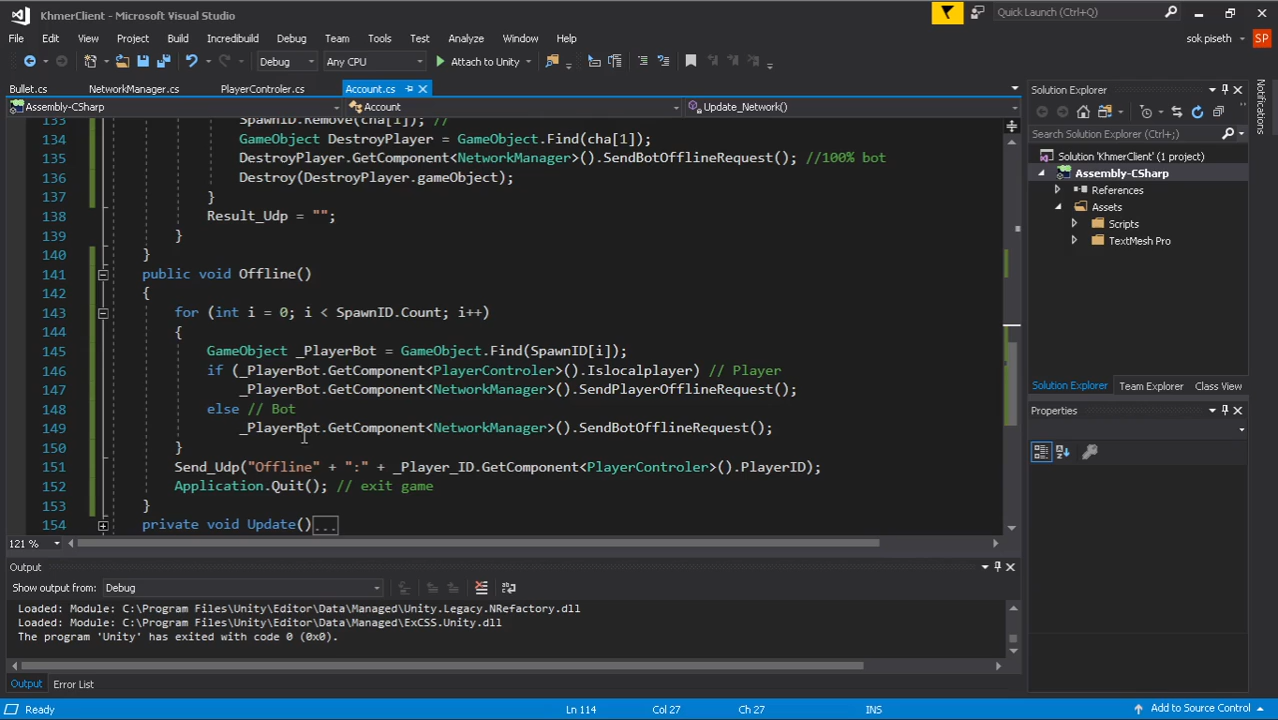 KhmerClient - Microsoft Visual Studio
Quick Launch (Ctrl+Q)
File Edit View Project Build Incredibuild Debug Team Tools Test Analyze Window Help
sok piseth SP
Debug Any CPU Attach to Unity
Bullet.cs NetworkManager.cs PlayerControler.cs Account.cs
Assembly-CSharp Account Update_Network()
133 SpawnID.Remove(cha[1]); //
134 GameObject DestroyPlayer = GameObject.Find(cha[1]);
135 DestroyPlayer.GetComponent<NetworkManager>().SendBotOfflineRequest(); //100% bot
136 Destroy(DestroyPlayer.gameObject);
137 }
138 Result_Udp = "";
139 }
140 }
141 public void Offline()
142 {
143 for (int i = 0; i < SpawnID.Count; i++)
144 {
145 GameObject _PlayerBot = GameObject.Find(SpawnID[i]);
146 if (_PlayerBot.GetComponent<PlayerControler>().Islocalplayer) // Player
147 _PlayerBot.GetComponent<NetworkManager>().SendPlayerOfflineRequest();
148 else // Bot
149 _PlayerBot.GetComponent<NetworkManager>().SendBotOfflineRequest();
150 }
151 Send_Udp("Offline" + ":" + _Player_ID.GetComponent<PlayerControler>().PlayerID);
152 Application.Quit(); // exit game
153 }
154 private void Update()...
121 %
Output
Show output from: Debug
Loaded: Module: C:\Program Files\Unity\Editor\Data\Managed\Unity.Legacy.NRefactory.dll
Loaded: Module: C:\Program Files\Unity\Editor\Data\Managed\ExCSS.Unity.dll
The program 'Unity' has exited with code 0 (0x0).
Output Error List
Solution Explorer
Search Solution Explorer (Ctrl+;)
Solution 'KhmerClient' (1 project)
Assembly-CSharp
References
Assets
Scripts
TextMesh Pro
Solution Explorer Team Explorer Class View
Properties
Notifications
Ready Ln 114 Col 27 Ch 27 INS Add to Source Control